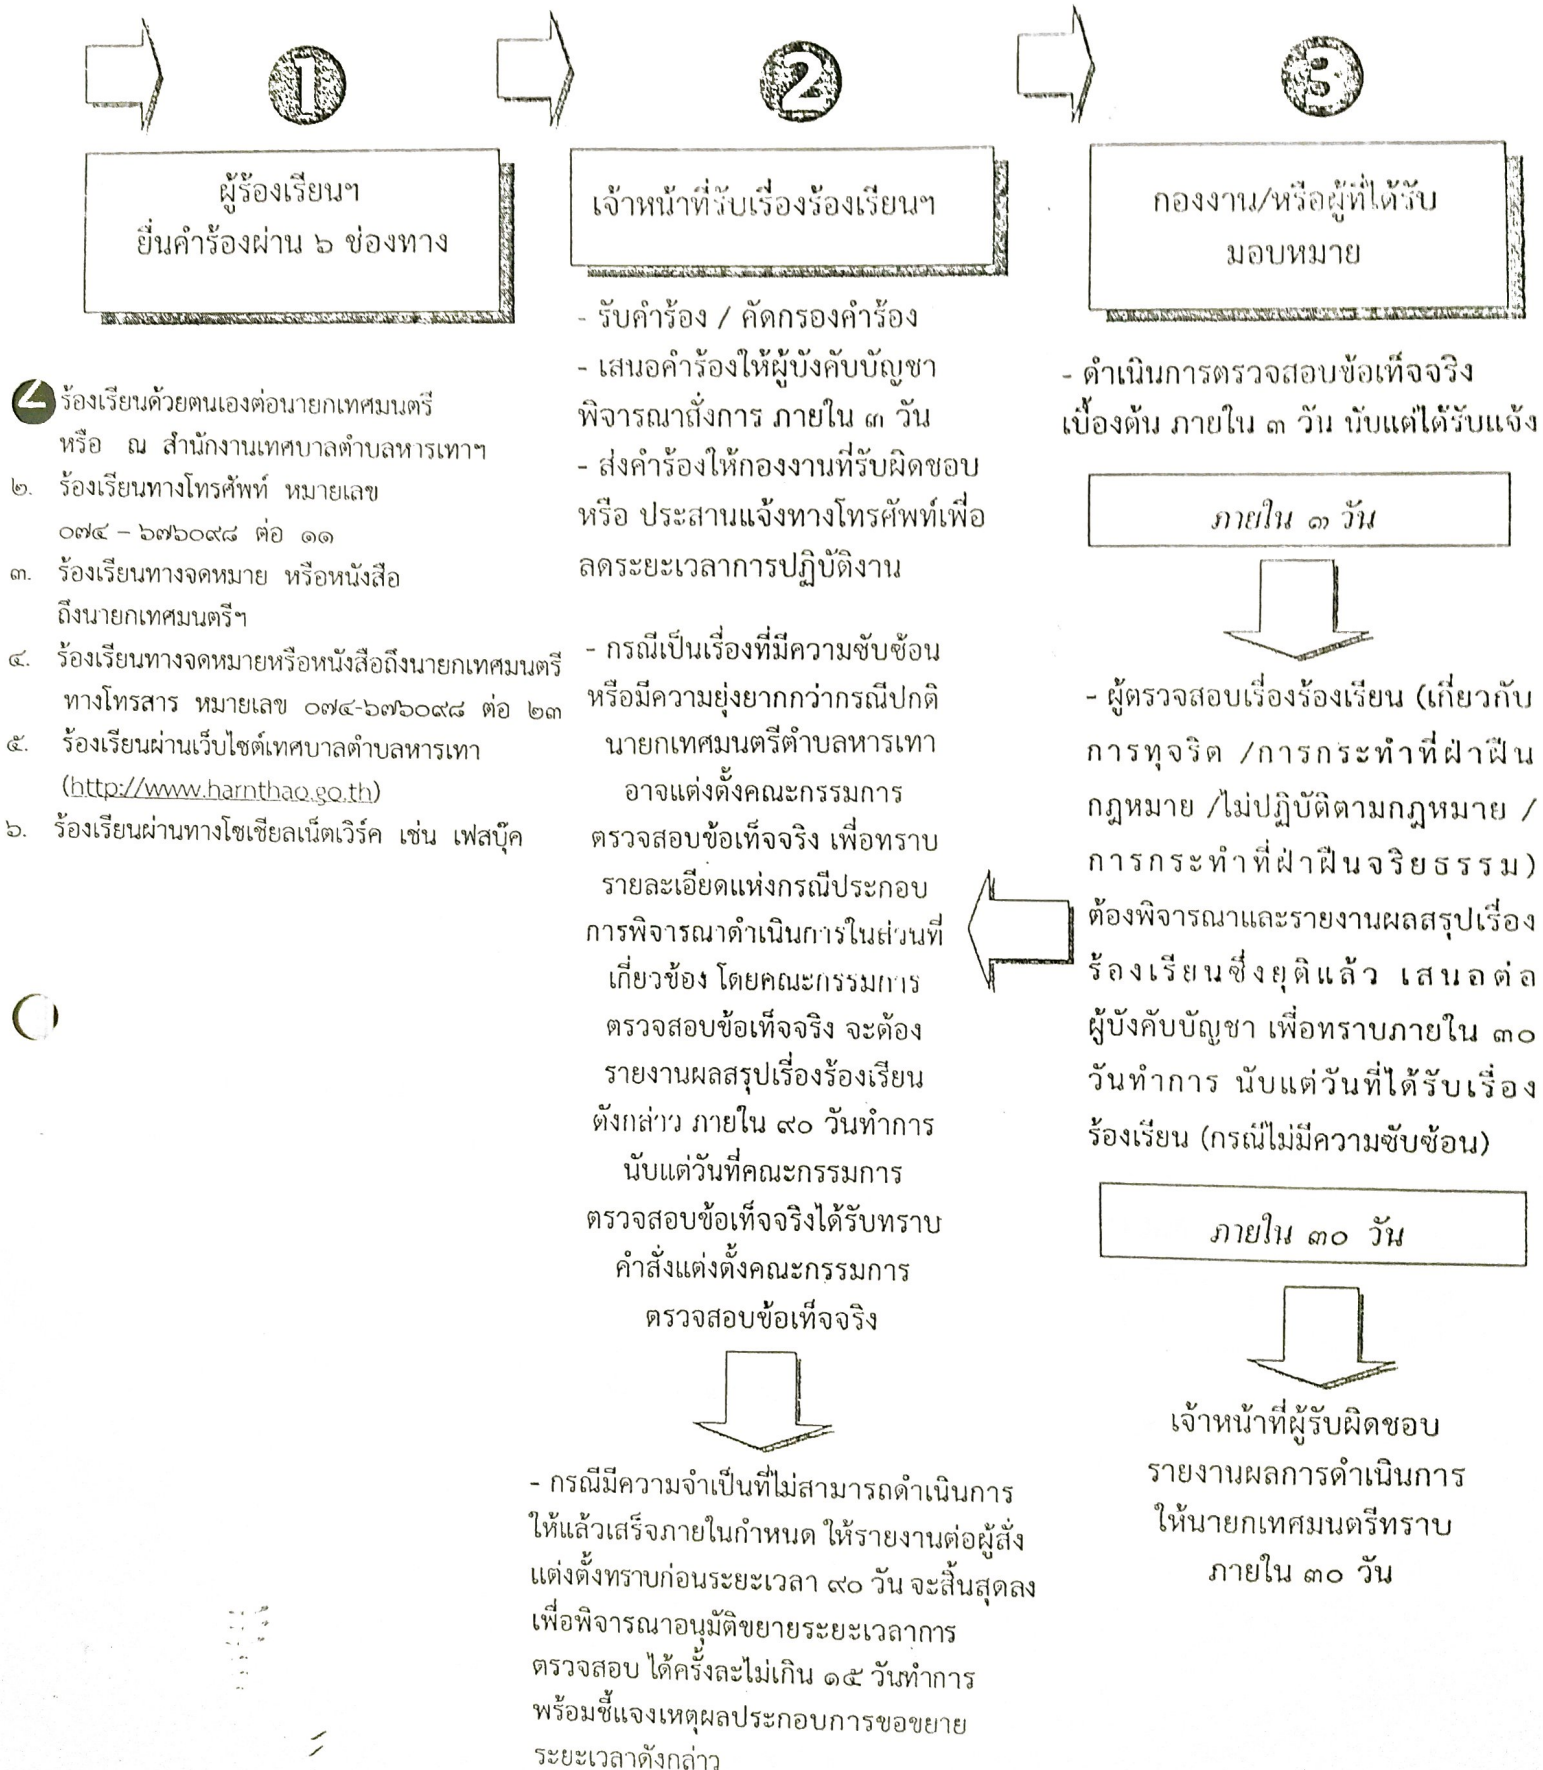 1
ผู้ร้องเรียนฯ
ยื่นคำร้องผ่าน ๖ ช่องทาง
ร้องเรียนด้วยตนเองต่อนายกเทศมนตรี
หรือ ณ สำนักงานเทศบาลตำบลหารเทาฯ
๒. ร้องเรียนทางโทรศัพท์ หมายเลข
๐๗๔ – ๖๗๖๐๙๘ ต่อ ๑๑
๓. ร้องเรียนทางจดหมาย หรือหนังสือ
ถึงนายกเทศมนตรีฯ
๔. ร้องเรียนทางจดหมายหรือหนังสือถึงนายกเทศมนตรี
ทางโทรสาร หมายเลข ๐๗๔-๖๗๖๐๙๘ ต่อ ๒๓
๕. ร้องเรียนผ่านเว็บไซต์เทศบาลตำบลหารเทา
(http://www.harnthao.go.th)
๖. ร้องเรียนผ่านทางโซเชียลเน็ตเวิร์ค เช่น เฟสบุ๊ค
2
เจ้าหน้าที่รับเรื่องร้องเรียนฯ
- รับคำร้อง / คัดกรองคำร้อง
- เสนอคำร้องให้ผู้บังคับบัญชา
พิจารณาสั่งการ ภายใน ๓ วัน
- ส่งคำร้องให้กองงานที่รับผิดชอบ
หรือ ประสานแจ้งทางโทรศัพท์เพื่อ
ลดระยะเวลาการปฏิบัติงาน
- กรณีเป็นเรื่องที่มีความซับซ้อน
หรือมีความยุ่งยากกว่ากรณีปกติ
นายกเทศมนตรีตำบลหารเทา
อาจแต่งตั้งคณะกรรมการ
ตรวจสอบข้อเท็จจริง เพื่อทราบ
รายละเอียดแห่งกรณีประกอบ
การพิจารณาดำเนินการในส่วนที่
เกี่ยวข้อง โดยคณะกรรมการ
ตรวจสอบข้อเท็จจริง จะต้อง
รายงานผลสรุปเรื่องร้องเรียน
ดังกล่าว ภายใน ๙๐ วันทำการ
นับแต่วันที่คณะกรรมการ
ตรวจสอบข้อเท็จจริงได้รับทราบ
คำสั่งแต่งตั้งคณะกรรมการ
ตรวจสอบข้อเท็จจริง
- กรณีมีความจำเป็นที่ไม่สามารถดำเนินการ
ให้แล้วเสร็จภายในกำหนด ให้รายงานต่อผู้สั่ง
แต่งตั้งทราบก่อนระยะเวลา ๙๐ วัน จะสิ้นสุดลง
เพื่อพิจารณาอนุมัติขยายระยะเวลาการ
ตรวจสอบ ได้ครั้งละไม่เกิน ๑๕ วันทำการ
พร้อมชี้แจงเหตุผลประกอบการขอขยาย
ระยะเวลาดังกล่าว
3
กองงาน/หรือผู้ที่ได้รับ
มอบหมาย
- ดำเนินการตรวจสอบข้อเท็จจริง
เบื้องต้น ภายใน ๓ วัน นับแต่ได้รับแจ้ง
ภายใน ๓ วัน
- ผู้ตรวจสอบเรื่องร้องเรียน (เกี่ยวกับ
การทุจริต /การกระทำที่ฝ่าฝืน
กฎหมาย /ไม่ปฏิบัติตามกฎหมาย /
การกระทำที่ฝ่าฝืนจริยธรรม)
ต้องพิจารณาและรายงานผลสรุปเรื่อง
ร้องเรียนซึ่งยุติแล้ว เสนอต่อ
ผู้บังคับบัญชา เพื่อทราบภายใน ๓๐
วันทำการ นับแต่วันที่ได้รับเรื่อง
ร้องเรียน (กรณีไม่มีความซับซ้อน)
ภายใน ๓๐ วัน
เจ้าหน้าที่ผู้รับผิดชอบ
รายงานผลการดำเนินการ
ให้นายกเทศมนตรีทราบ
ภายใน ๓๐ วัน